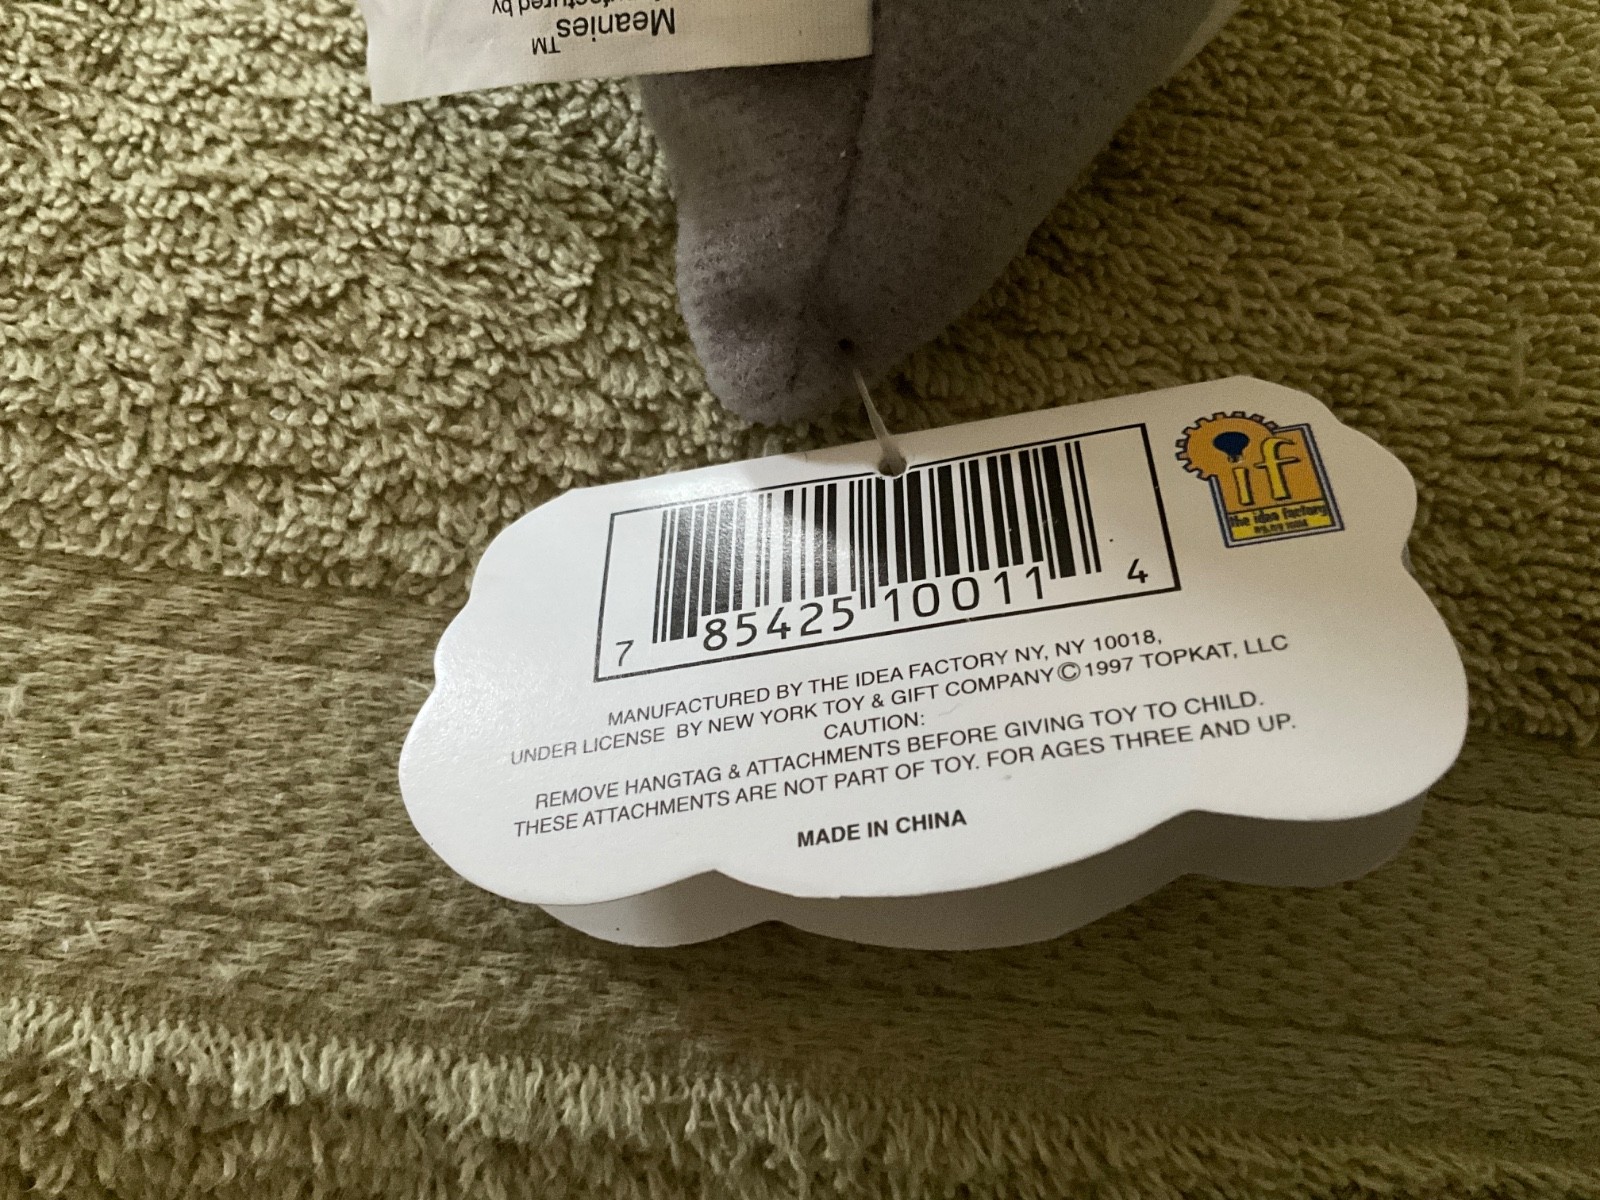 Meanies™
by
if
the idea factory
7 85425 10011 4
MANUFACTURED BY THE IDEA FACTORY NY, NY 10018,
UNDER LICENSE BY NEW YORK TOY & GIFT COMPANY © 1997 TOPKAT, LLC
CAUTION:
REMOVE HANGTAG & ATTACHMENTS BEFORE GIVING TOY TO CHILD.
THESE ATTACHMENTS ARE NOT PART OF TOY. FOR AGES THREE AND UP.
MADE IN CHINA